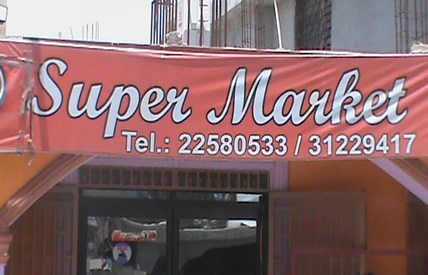 Super Market
Tel.: 22580533 / 31229417